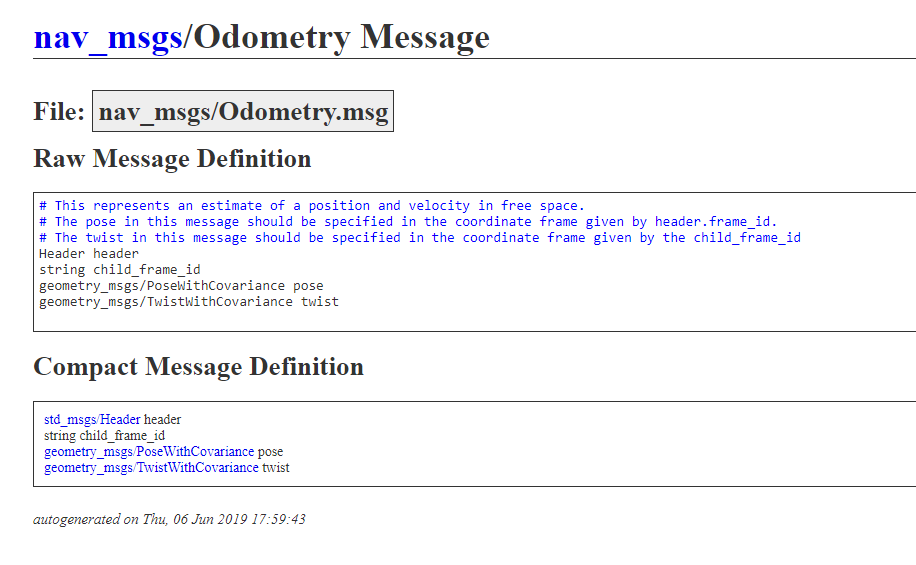 nav_msgs/Odometry Message
File: nav_msgs/Odometry.msg
Raw Message Definition
# This represents an estimate of a position and velocity in free space.
# The pose in this message should be specified in the coordinate frame given by header.frame_id.
# The twist in this message should be specified in the coordinate frame given by the child_frame_id
Header header
string child_frame_id
geometry_msgs/PoseWithCovariance pose
geometry_msgs/TwistWithCovariance twist
Compact Message Definition
std_msgs/Header header
string child_frame_id
geometry_msgs/PoseWithCovariance pose
geometry_msgs/TwistWithCovariance twist
autogenerated on Thu, 06 Jun 2019 17:59:43